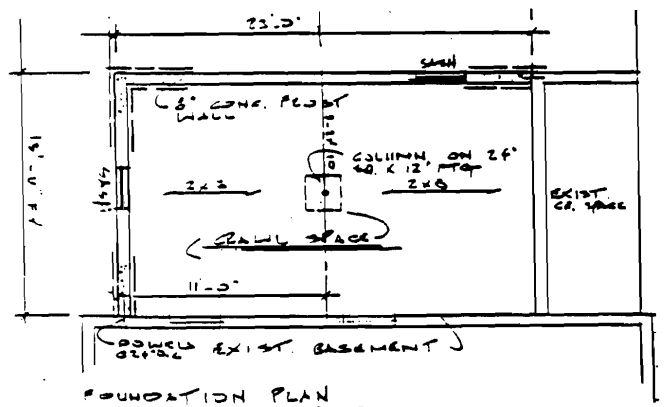 23'-0"
SASH
8" CONC. FROST
WALL
COLUMN ON 24"
SQ. X 12" FTG
2x8
2x8
EXIST.
CR. SPACE
SASH
CRAWL SPACE
11'-0"
DOWELS
EXIST. BASEMENT
FOUNDATION PLAN